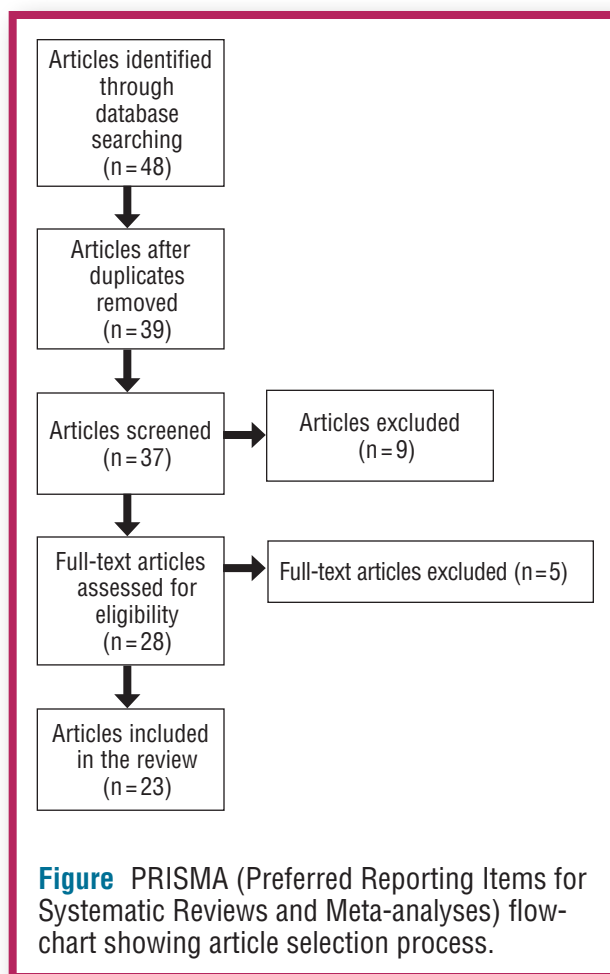 Articles identified
through
database
searching
(n=48)
Articles after
duplicates
removed
(n=39)
Articles screened
(n=37)
Articles excluded
(n=9)
Full-text articles
assessed for
eligibility
(n=28)
Full-text articles excluded (n=5)
Articles included
in the review
(n=23)
Figure PRISMA (Preferred Reporting Items for
Systematic Reviews and Meta-analyses) flow-
chart showing article selection process.